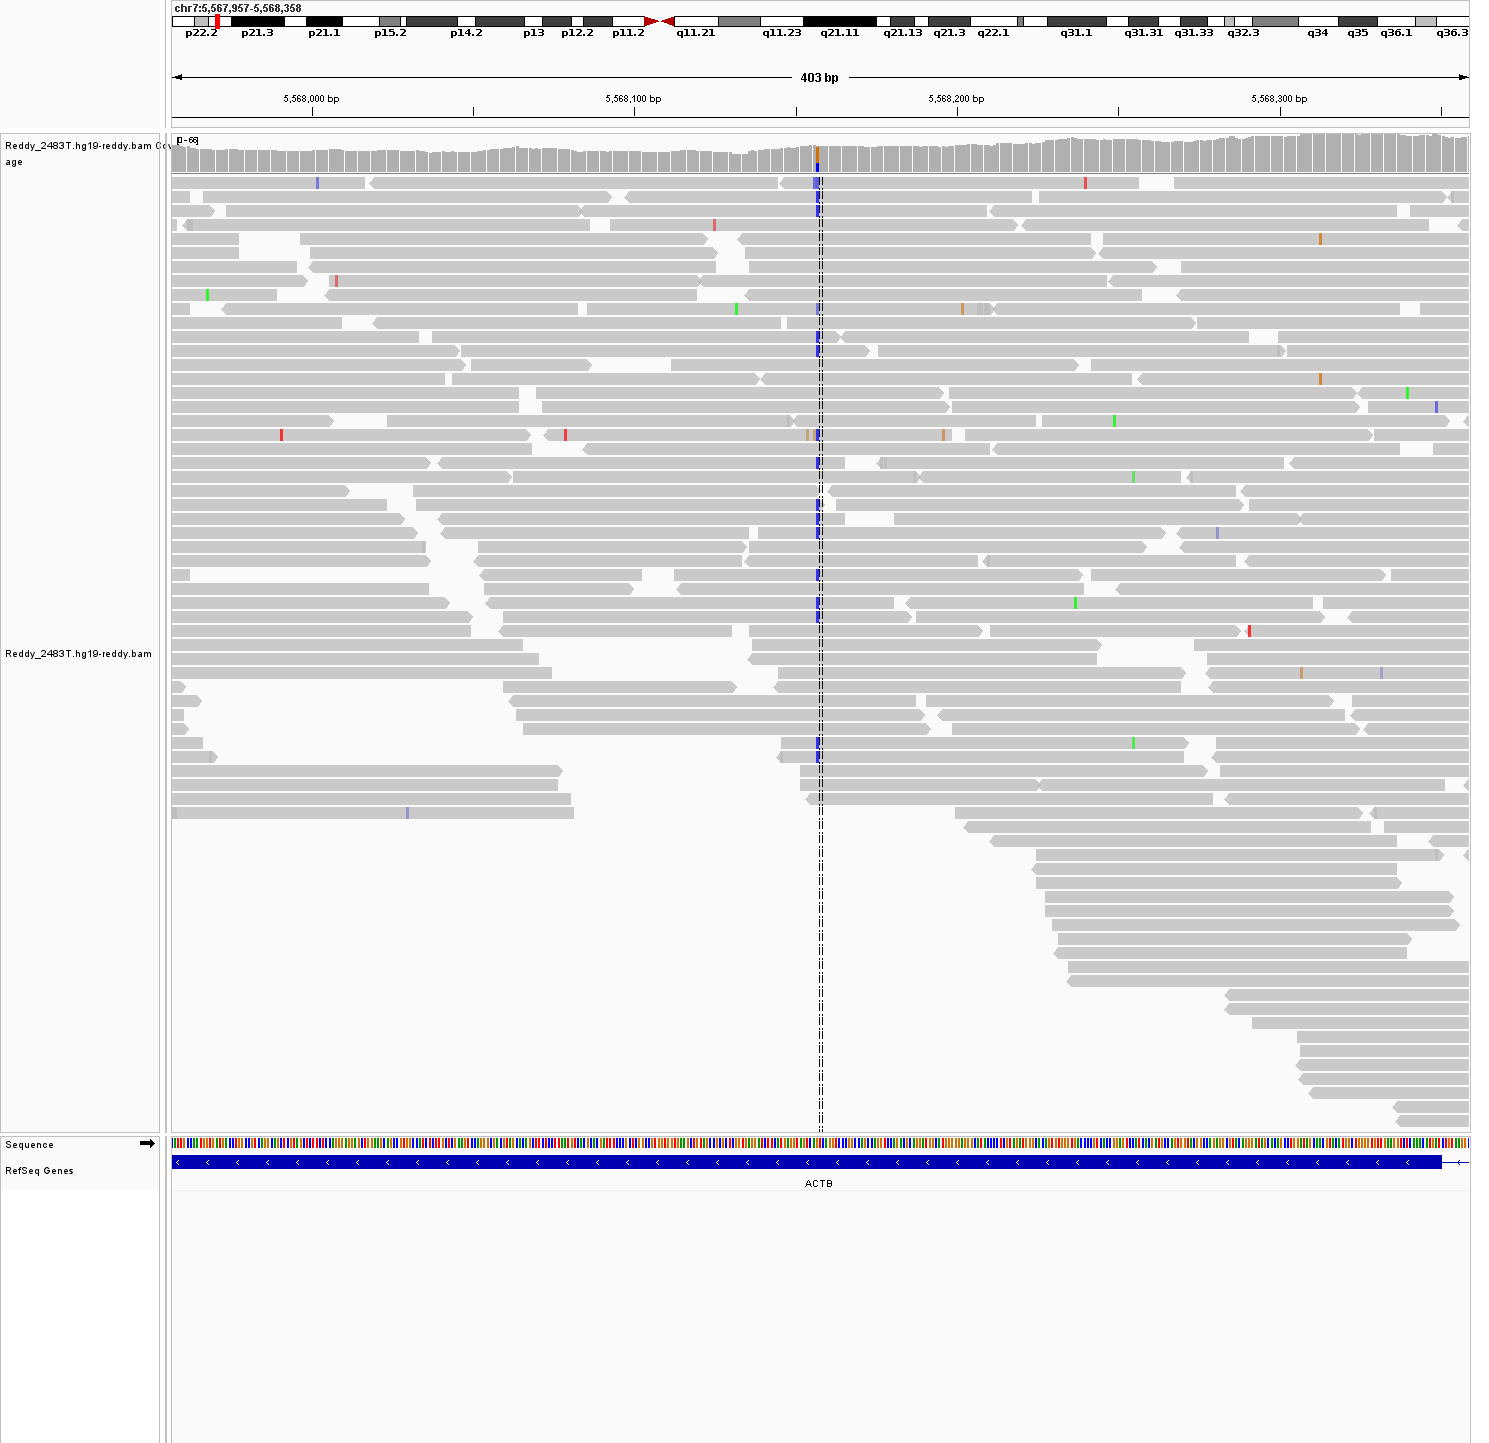 chr7:5,567,957-5,568,358
p22.2 p21.3 p21.1 p15.2 p14.2 p13 p12.2 p11.2 q11.21 q11.23 q21.11 q21.13 q21.3 q22.1 q31.1 q31.31 q31.33 q32.3 q34 q35 q36.1 q36.3
403 bp
5,568,000 bp 5,568,100 bp 5,568,200 bp 5,568,300 bp
Reddy_2483T.hg19-reddy.bam Cov
age
[0-66]
Reddy_2483T.hg19-reddy.bam
Sequence
RefSeq Genes
ACTB